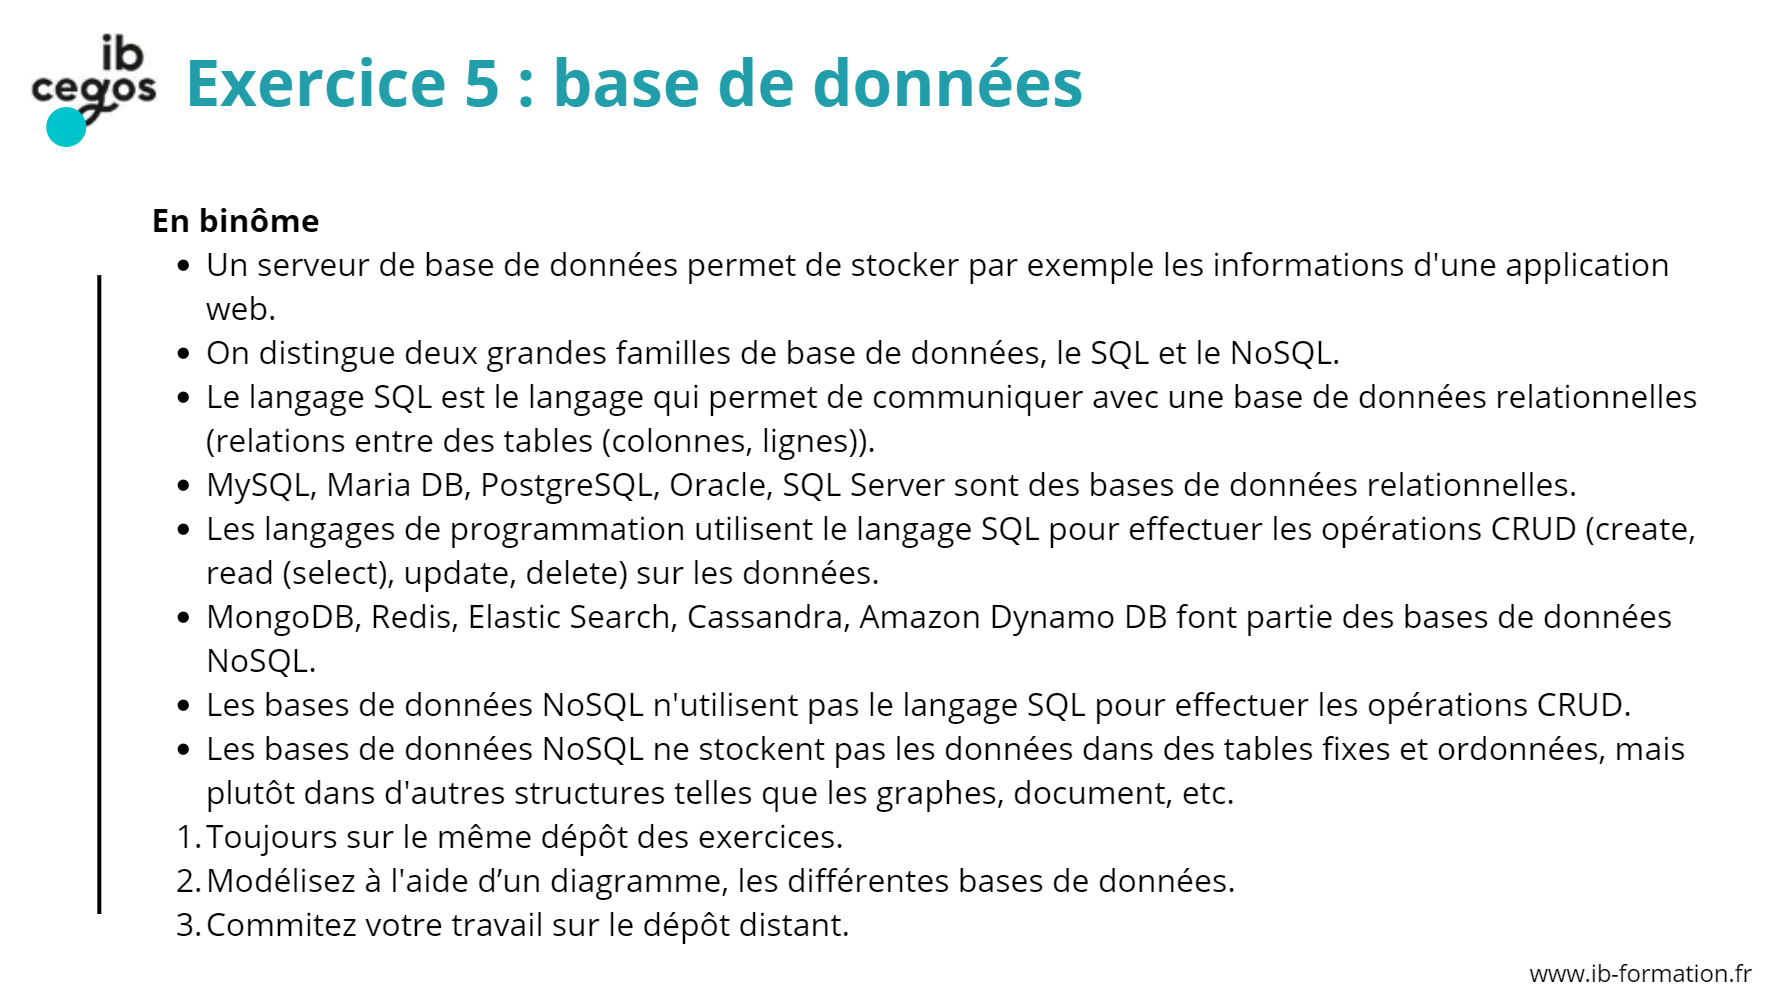 ib
cegos
Exercice 5 : base de données
En binôme
• Un serveur de base de données permet de stocker par exemple les informations d'une application
web.
• On distingue deux grandes familles de base de données, le SQL et le NoSQL.
• Le langage SQL est le langage qui permet de communiquer avec une base de données relationnelles
(relations entre des tables (colonnes, lignes)).
• MySQL, Maria DB, PostgreSQL, Oracle, SQL Server sont des bases de données relationnelles.
• Les langages de programmation utilisent le langage SQL pour effectuer les opérations CRUD (create,
read (select), update, delete) sur les données.
• MongoDB, Redis, Elastic Search, Cassandra, Amazon Dynamo DB font partie des bases de données
NoSQL.
• Les bases de données NoSQL n'utilisent pas le langage SQL pour effectuer les opérations CRUD.
• Les bases de données NoSQL ne stockent pas les données dans des tables fixes et ordonnées, mais
plutôt dans d'autres structures telles que les graphes, document, etc.
1. Toujours sur le même dépôt des exercices.
2. Modélisez à l'aide d’un diagramme, les différentes bases de données.
3. Commitez votre travail sur le dépôt distant.
www.ib-formation.fr